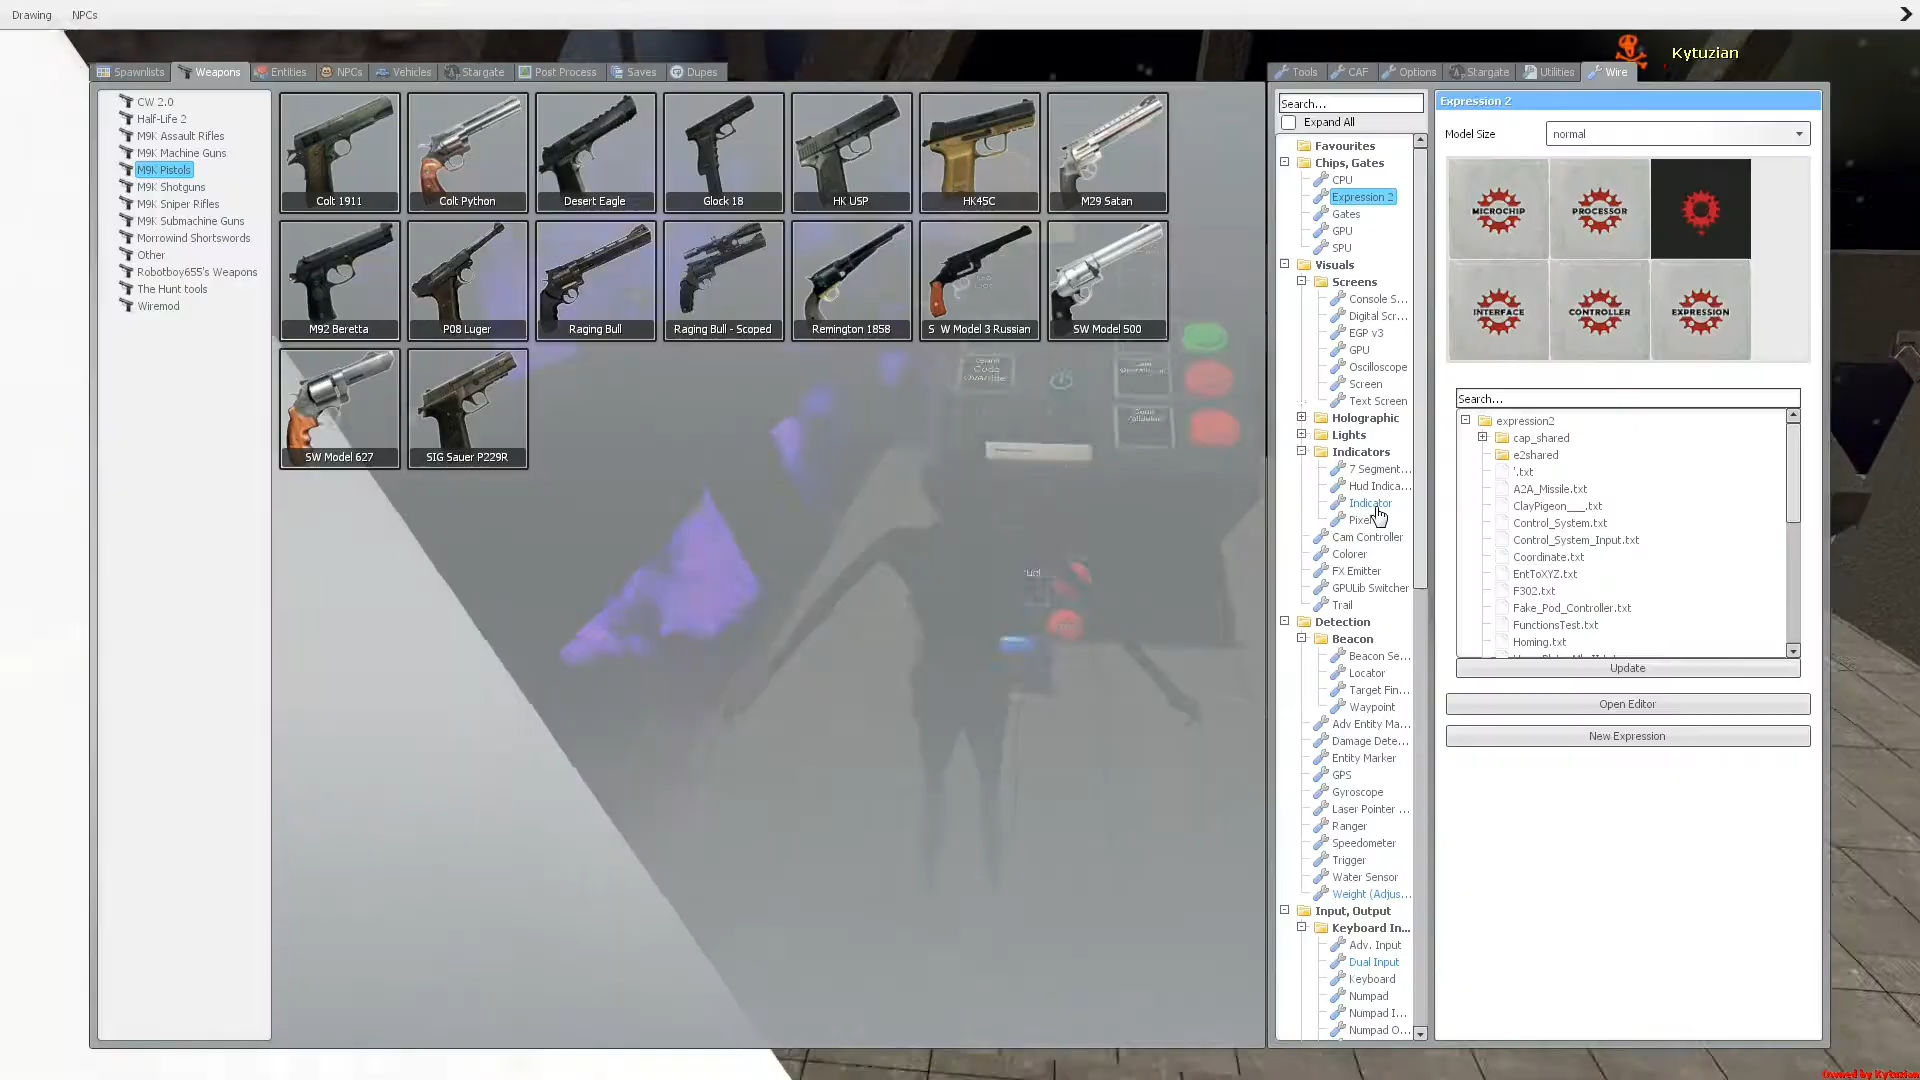 Drawing NPCs
Kytuzian
Spawnlists Weapons Entities NPCs Vehicles Stargate Post Process Saves Dupes
Tools CAF Options Stargate Utilities Wire
CW 2.0
Half-Life 2
M9K Assault Rifles
M9K Machine Guns
M9K Pistols
M9K Shotguns
M9K Sniper Rifles
M9K Submachine Guns
Morrowind Shortswords
Other
Robotboy655's Weapons
The Hunt tools
Wiremod
Colt 1911
Colt Python
Desert Eagle
Glock 18
HK USP
HK45C
M29 Satan
M92 Beretta
P08 Luger
Raging Bull
Raging Bull - Scoped
Remington 1858
S W Model 3 Russian
SW Model 500
SW Model 627
SIG Sauer P229R
Search...
Expand All
Favourites
Chips, Gates
CPU
Expression 2
Gates
GPU
SPU
Visuals
Screens
Console S...
Digital Scr...
EGP v3
GPU
Oscilloscope
Screen
Text Screen
Holographic
Lights
Indicators
7 Segment...
Hud Indica...
Indicator
Pixel
Cam Controller
Colorer
FX Emitter
GPULib Switcher
Trail
Detection
Beacon
Beacon Se...
Locator
Target Fin...
Waypoint
Adv Entity Ma...
Damage Dete...
Entity Marker
GPS
Gyroscope
Laser Pointer ...
Ranger
Speedometer
Trigger
Water Sensor
Weight (Adjus...
Input, Output
Keyboard In...
Adv. Input
Dual Input
Keyboard
Numpad
Numpad I...
Numpad O...
Expression 2
Model Size normal
MICROCHIP
PROCESSOR
INTERFACE
CONTROLLER
EXPRESSION
Search...
expression2
cap_shared
e2shared
'.txt
A2A_Missile.txt
ClayPigeon___.txt
Control_System.txt
Control_System_Input.txt
Coordinate.txt
EntToXYZ.txt
F302.txt
Fake_Pod_Controller.txt
FunctionsTest.txt
Homing.txt
Update
Open Editor
New Expression
Owned by Kytuzian